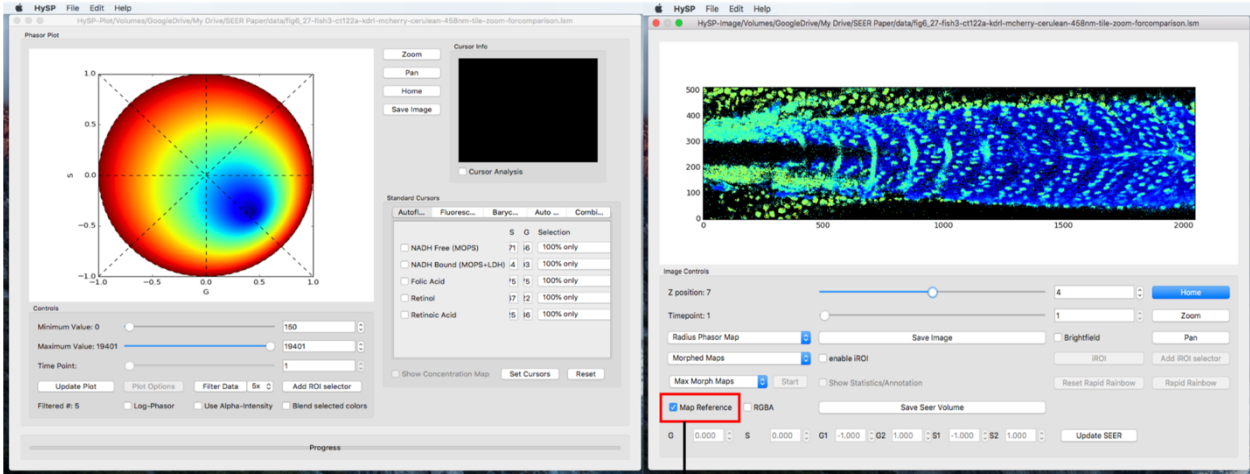 HySP File Edit Help
HySP-Plot/Volumes/GoogleDrive/My Drive/SEER Paper/data/fig6_27-fish3-ct122a-kdrl-mcherry-cerulean-458nm-tile-zoom-forcomparison.lsm
Phasor Plot
1.0
0.5
0.0
−0.5
−1.0
S
−1.0 −0.5 0.0 0.5 1.0
G
Zoom
Pan
Home
Save Image
Cursor Info
Cursor Analysis
Standard Cursors
Autofl... Fluoresc... Baryc... Auto ... Combi...
S G Selection
NADH Free (MOPS) 100% only
NADH Bound (MOPS+LDH) 100% only
Folic Acid 100% only
Retinol 100% only
Retinoic Acid 100% only
Show Concentration Map Set Cursors Reset
Controls
Minimum Value: 0 150
Maximum Value: 19401 19401
Time Point: 1
Update Plot Plot Options Filter Data 5x Add ROI selector
Filtered #: 5 Log-Phasor Use Alpha-Intensity Blend selected colors
Progress
HySP File Edit Help
HySP-Image/Volumes/GoogleDrive/My Drive/SEER Paper/data/fig6_27-fish3-ct122a-kdrl-mcherry-cerulean-458nm-tile-zoom-forcomparison.lsm
500
400
300
200
100
0
0 500 1000 1500 2000
Image Controls
Z position: 7 4 Home
Timepoint: 1 1 Zoom
Radius Phasor Map Save Image Brightfield Pan
Morphed Maps enable iROI iROI Add iROI selector
Max Morph Maps Start Show Statistics/Annotation Reset Rapid Rainbow Rapid Rainbow
Map Reference RGBA Save Seer Volume
G 0.000 S 0.000 G1 -1.000 G2 1.000 S1 -1.000 S2 1.000 Update SEER